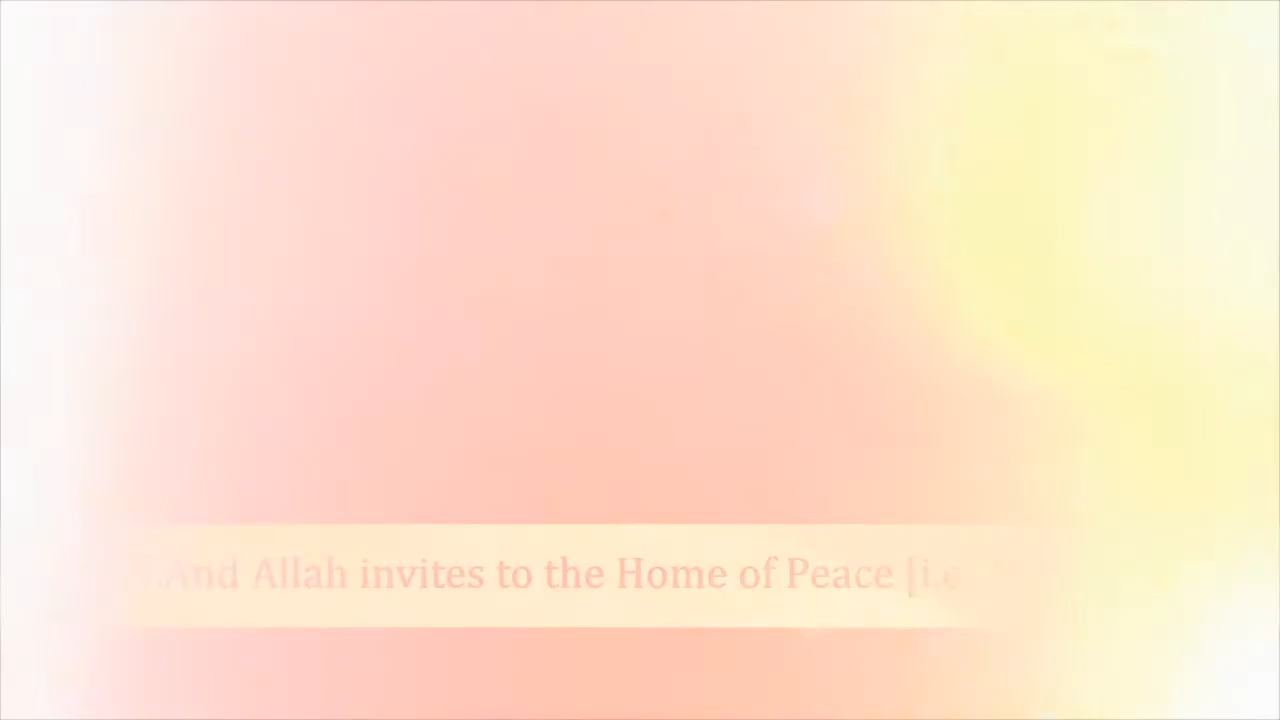 .And Allah invites to the Home of Peace [i.e